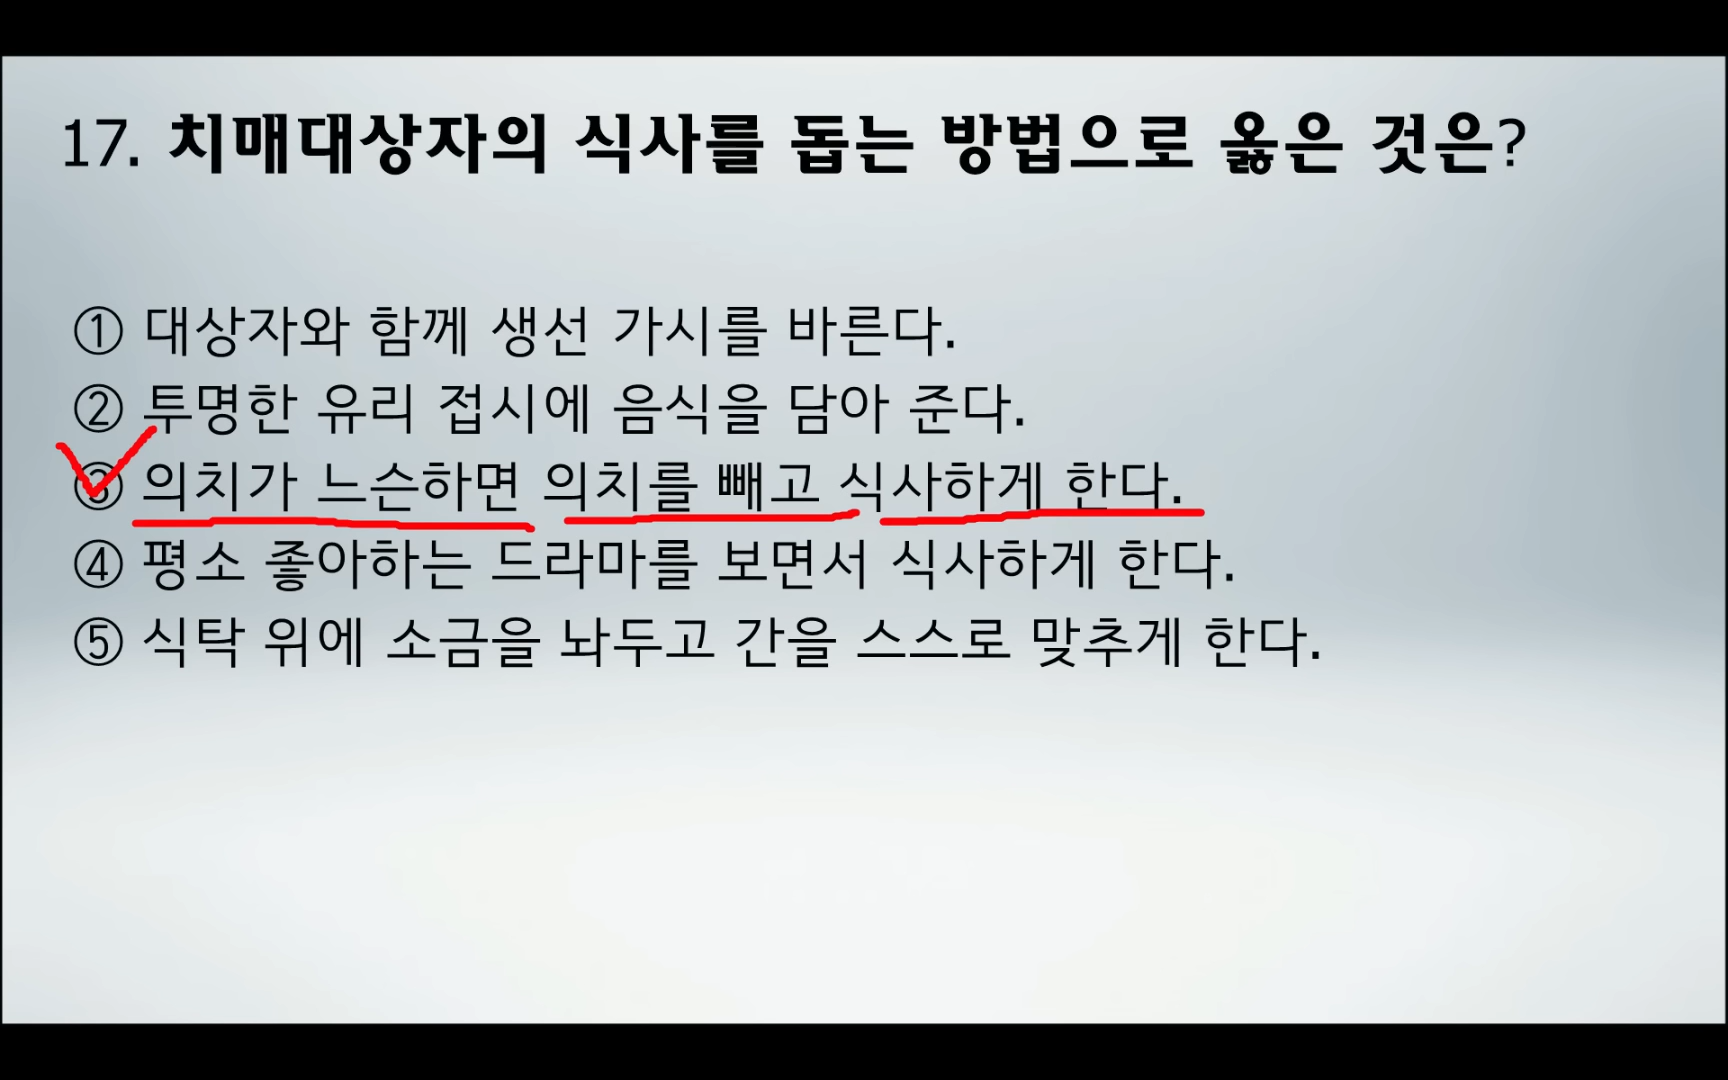 17. 치매대상자의 식사를 돕는 방법으로 옳은 것은?
① 대상자와 함께 생선 가시를 바른다.
② 투명한 유리 접시에 음식을 담아 준다.
③ 의치가 느슨하면 의치를 빼고 식사하게 한다.
④ 평소 좋아하는 드라마를 보면서 식사하게 한다.
⑤ 식탁 위에 소금을 놔두고 간을 스스로 맞추게 한다.